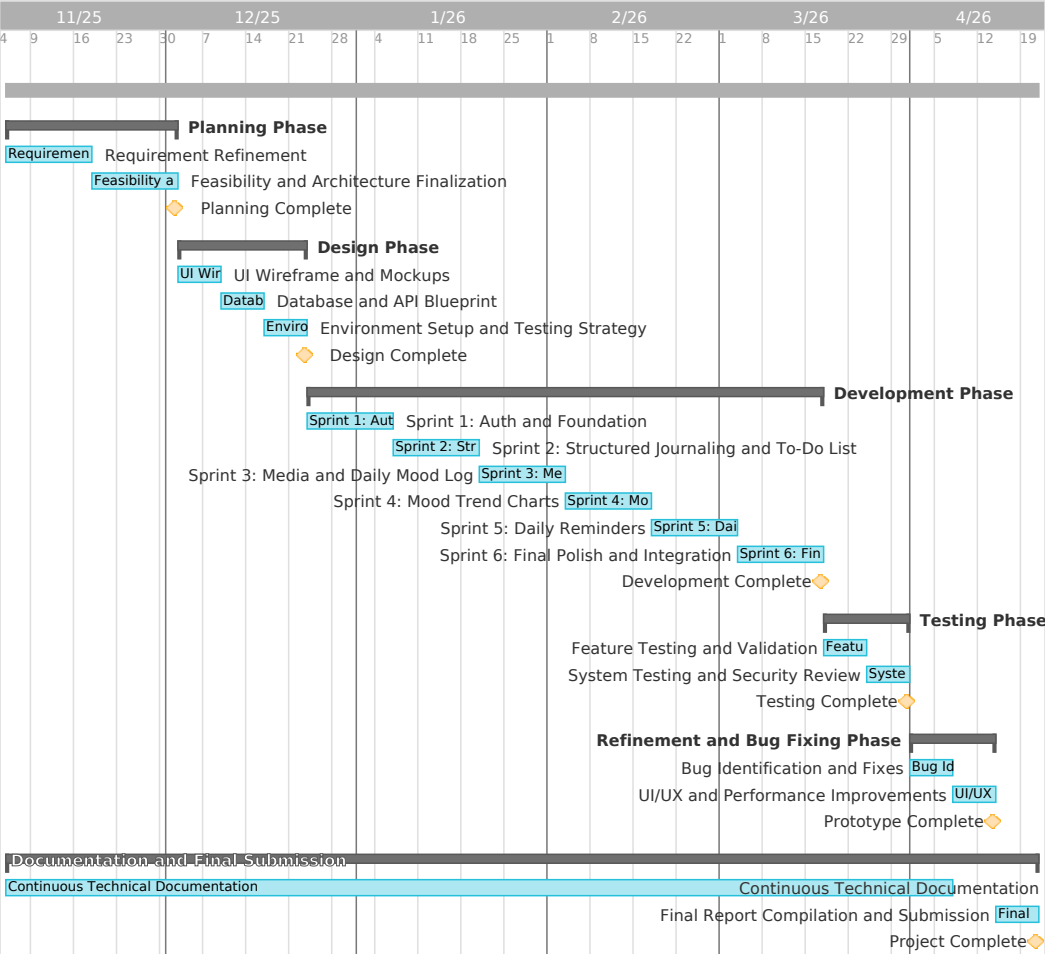 11/25 12/25 1/26 2/26 3/26 4/26
4 9 16 23 30 7 14 21 28 4 11 18 25 1 8 15 22 1 8 15 22 29 5 12 19
Planning Phase
Requiremen Requirement Refinement
Feasibility a Feasibility and Architecture Finalization
Planning Complete
Design Phase
UI Wir UI Wireframe and Mockups
Datab Database and API Blueprint
Enviro Environment Setup and Testing Strategy
Design Complete
Development Phase
Sprint 1: Aut Sprint 1: Auth and Foundation
Sprint 2: Str Sprint 2: Structured Journaling and To-Do List
Sprint 3: Media and Daily Mood Log Sprint 3: Me
Sprint 4: Mood Trend Charts Sprint 4: Mo
Sprint 5: Daily Reminders Sprint 5: Dai
Sprint 6: Final Polish and Integration Sprint 6: Fin
Development Complete
Testing Phase
Feature Testing and Validation Featu
System Testing and Security Review Syste
Testing Complete
Refinement and Bug Fixing Phase
Bug Identification and Fixes Bug Id
UI/UX and Performance Improvements UI/UX
Prototype Complete
Documentation and Final Submission
Continuous Technical Documentation Continuous Technical Documentation
Final Report Compilation and Submission Final
Project Complete